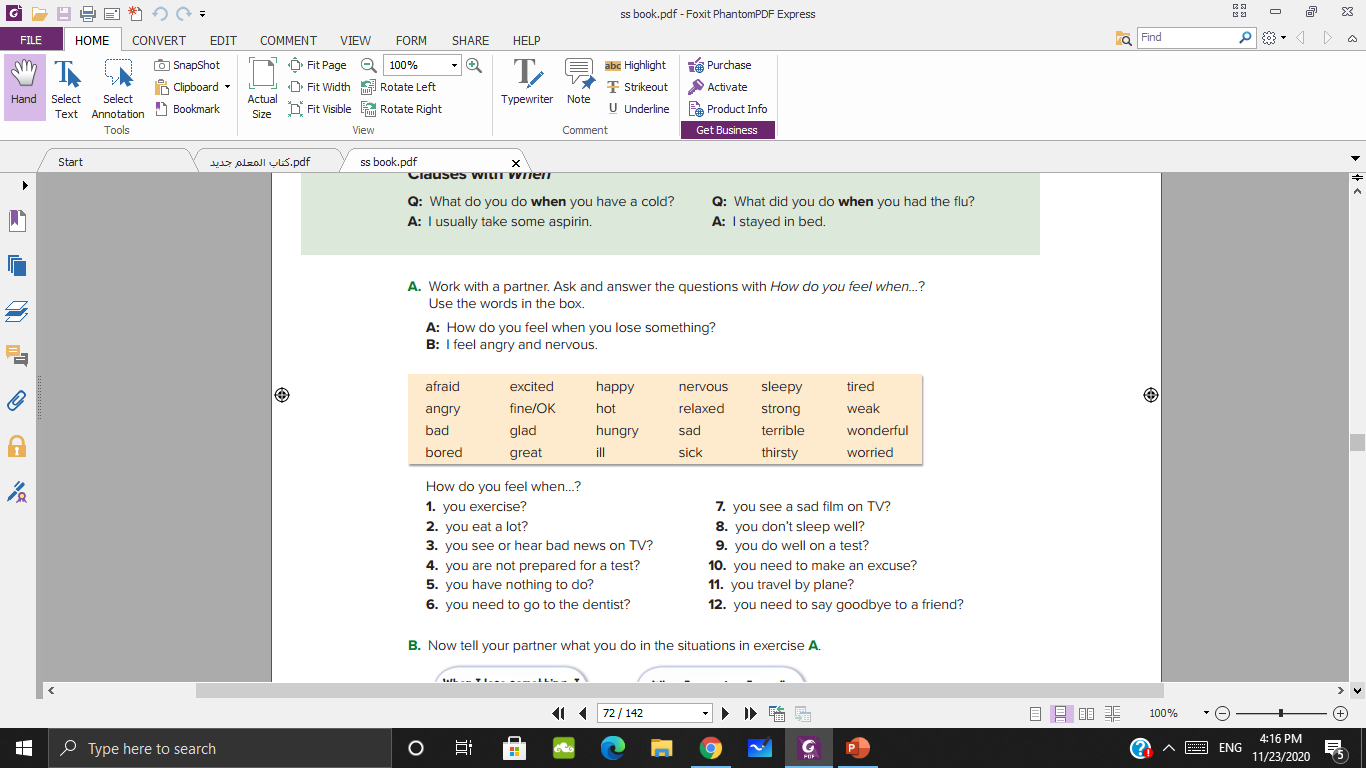 ss book.pdf - Foxit PhantomPDF Express
FILE HOME CONVERT EDIT COMMENT VIEW FORM SHARE HELP
Find
Hand
Select Text
Select Annotation
SnapShot
Clipboard
Bookmark
Tools
Actual Size
Fit Page
Fit Width
Fit Visible
100%
Rotate Left
Rotate Right
View
Typewriter
Note
abc Highlight
T Strikeout
U Underline
Comment
Purchase
Activate
Product Info
Get Business
Start
كتاب المعلم جديد.pdf
ss book.pdf
Clauses with When
Q: What do you do when you have a cold?
A: I usually take some aspirin.
Q: What did you do when you had the flu?
A: I stayed in bed.
A. Work with a partner. Ask and answer the questions with How do you feel when...?
Use the words in the box.
A: How do you feel when you lose something?
B: I feel angry and nervous.
afraid excited happy nervous sleepy tired
angry fine/OK hot relaxed strong weak
bad glad hungry sad terrible wonderful
bored great ill sick thirsty worried
How do you feel when...?
1. you exercise?
2. you eat a lot?
3. you see or hear bad news on TV?
4. you are not prepared for a test?
5. you have nothing to do?
6. you need to go to the dentist?
7. you see a sad film on TV?
8. you don't sleep well?
9. you do well on a test?
10. you need to make an excuse?
11. you travel by plane?
12. you need to say goodbye to a friend?
B. Now tell your partner what you do in the situations in exercise A.
When I lose something, I
72 / 142
100%
Type here to search
ENG
4:16 PM
11/23/2020
5